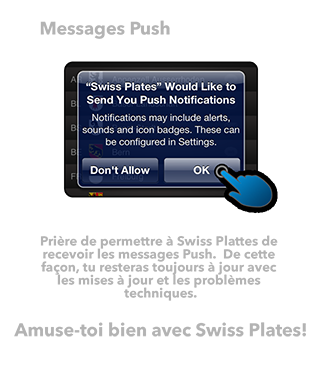 Messages Push
“Swiss Plates” Would Like to
Send You Push Notifications
Notifications may include alerts,
sounds and icon badges. These can
be configured in Settings.
Don't Allow
OK
Prière de permettre à Swiss Plattes de
recevoir les messages Push. De cette
façon, tu resteras toujours à jour avec
les mises à jour et les problèmes
techniques.
Amuse-toi bien avec Swiss Plates!